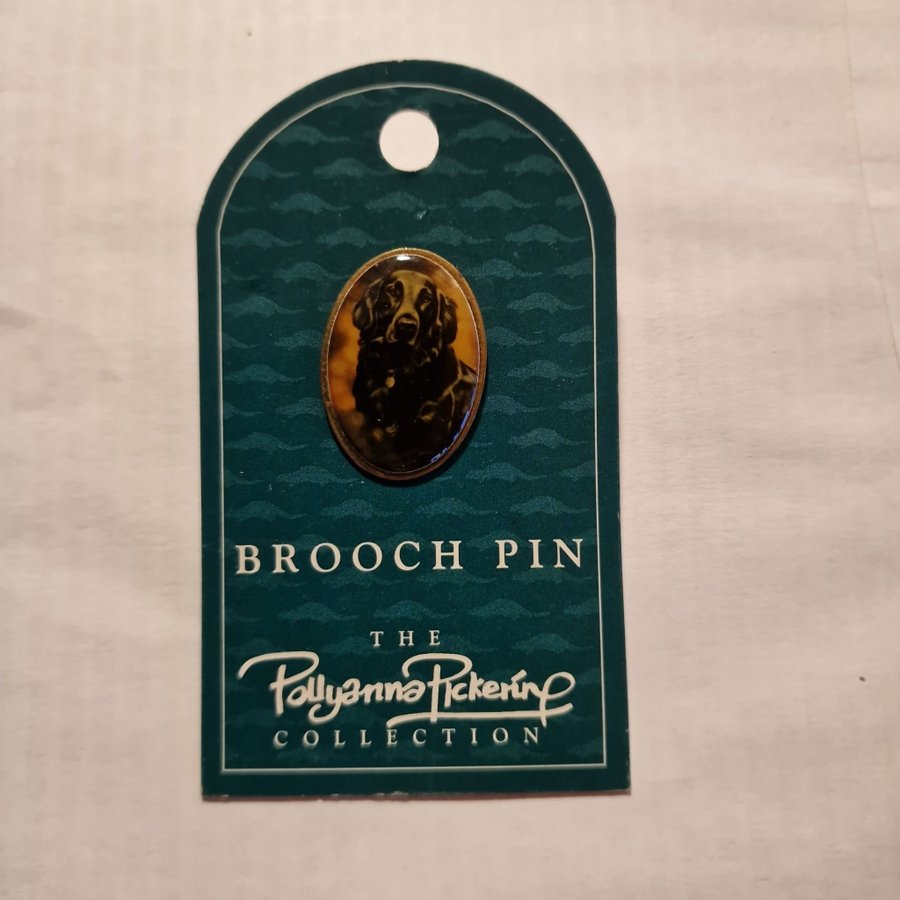 BROOCH PIN
THE
Pollyanna Pickering
COLLECTION